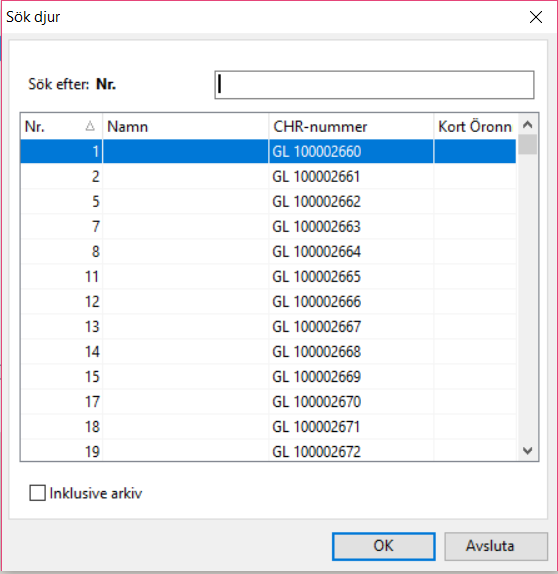 Sök djur
Sök efter: Nr.
Nr. Namn CHR-nummer Kort Öronn
1 GL 100002660
2 GL 100002661
5 GL 100002662
7 GL 100002663
8 GL 100002664
11 GL 100002665
12 GL 100002666
13 GL 100002667
14 GL 100002668
15 GL 100002669
17 GL 100002670
18 GL 100002671
19 GL 100002672
Inklusive arkiv
OK Avsluta